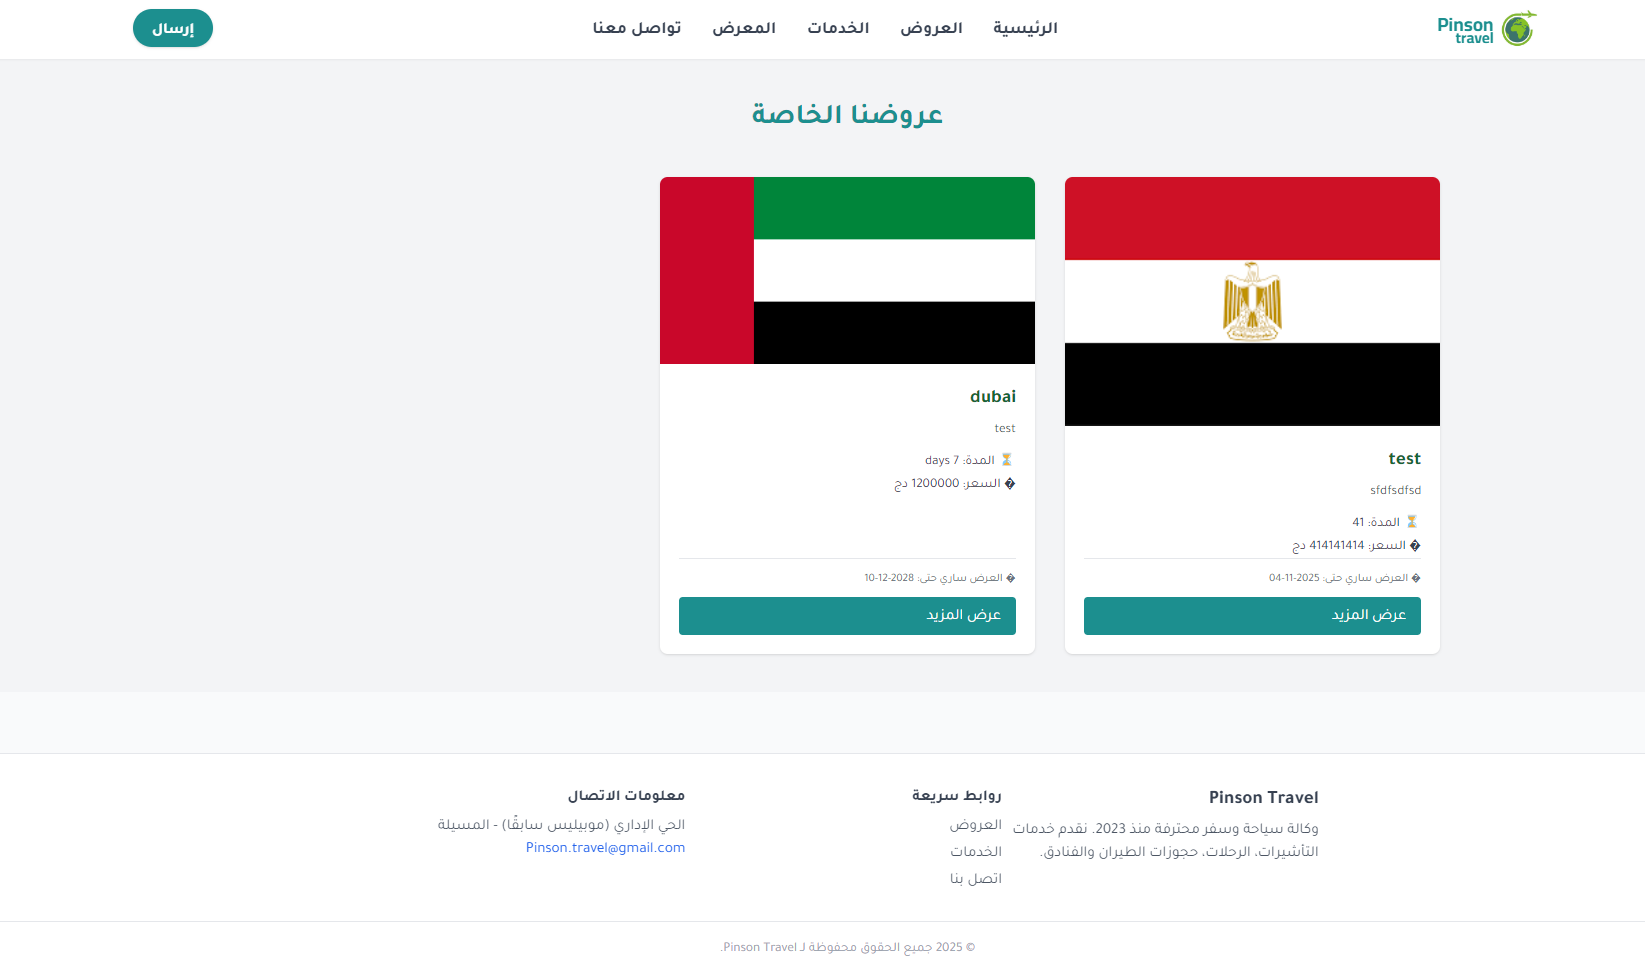 Pinson
travel
الرئيسية
العروض
الخدمات
المعرض
تواصل معنا
إرسال
عروضنا الخاصة
test
sfdfsdfsd
⏳ المدة: 41
� السعر: 414141414 دج
� العرض ساري حتى: 2025-11-04
عرض المزيد
dubai
test
⏳ المدة: 7 days
� السعر: 1200000 دج
� العرض ساري حتى: 2028-12-10
عرض المزيد
Pinson Travel
وكالة سياحة وسفر محترفة منذ 2023. نقدم خدمات
التأشيرات، الرحلات، حجوزات الطيران والفنادق.
روابط سريعة
العروض
الخدمات
اتصل بنا
معلومات الاتصال
الحي الإداري (موبيليس سابقًا) - المسيلة
Pinson.travel@gmail.com
© 2025 جميع الحقوق محفوظة لـ Pinson Travel.